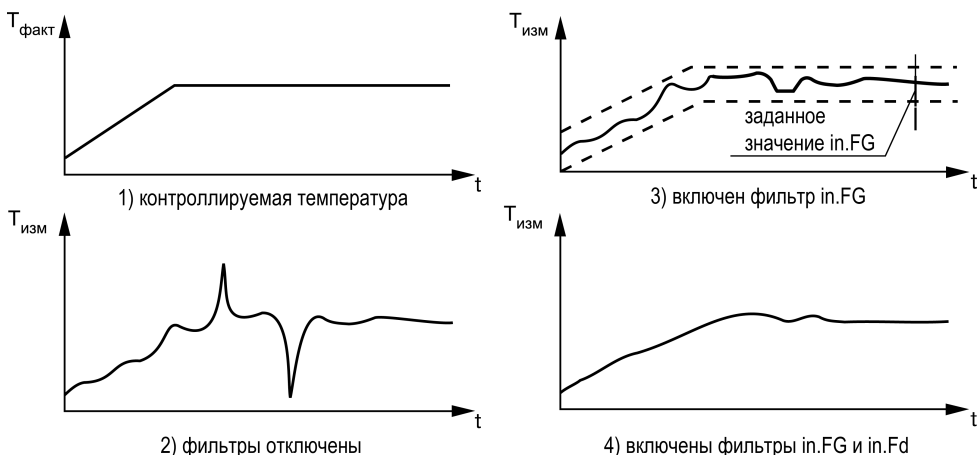 Tфакт
t
1) контроллируемая температура
Tизм
заданное
значение in.FG
t
3) включен фильтр in.FG
Tизм
t
2) фильтры отключены
Tизм
t
4) включены фильтры in.FG и in.Fd